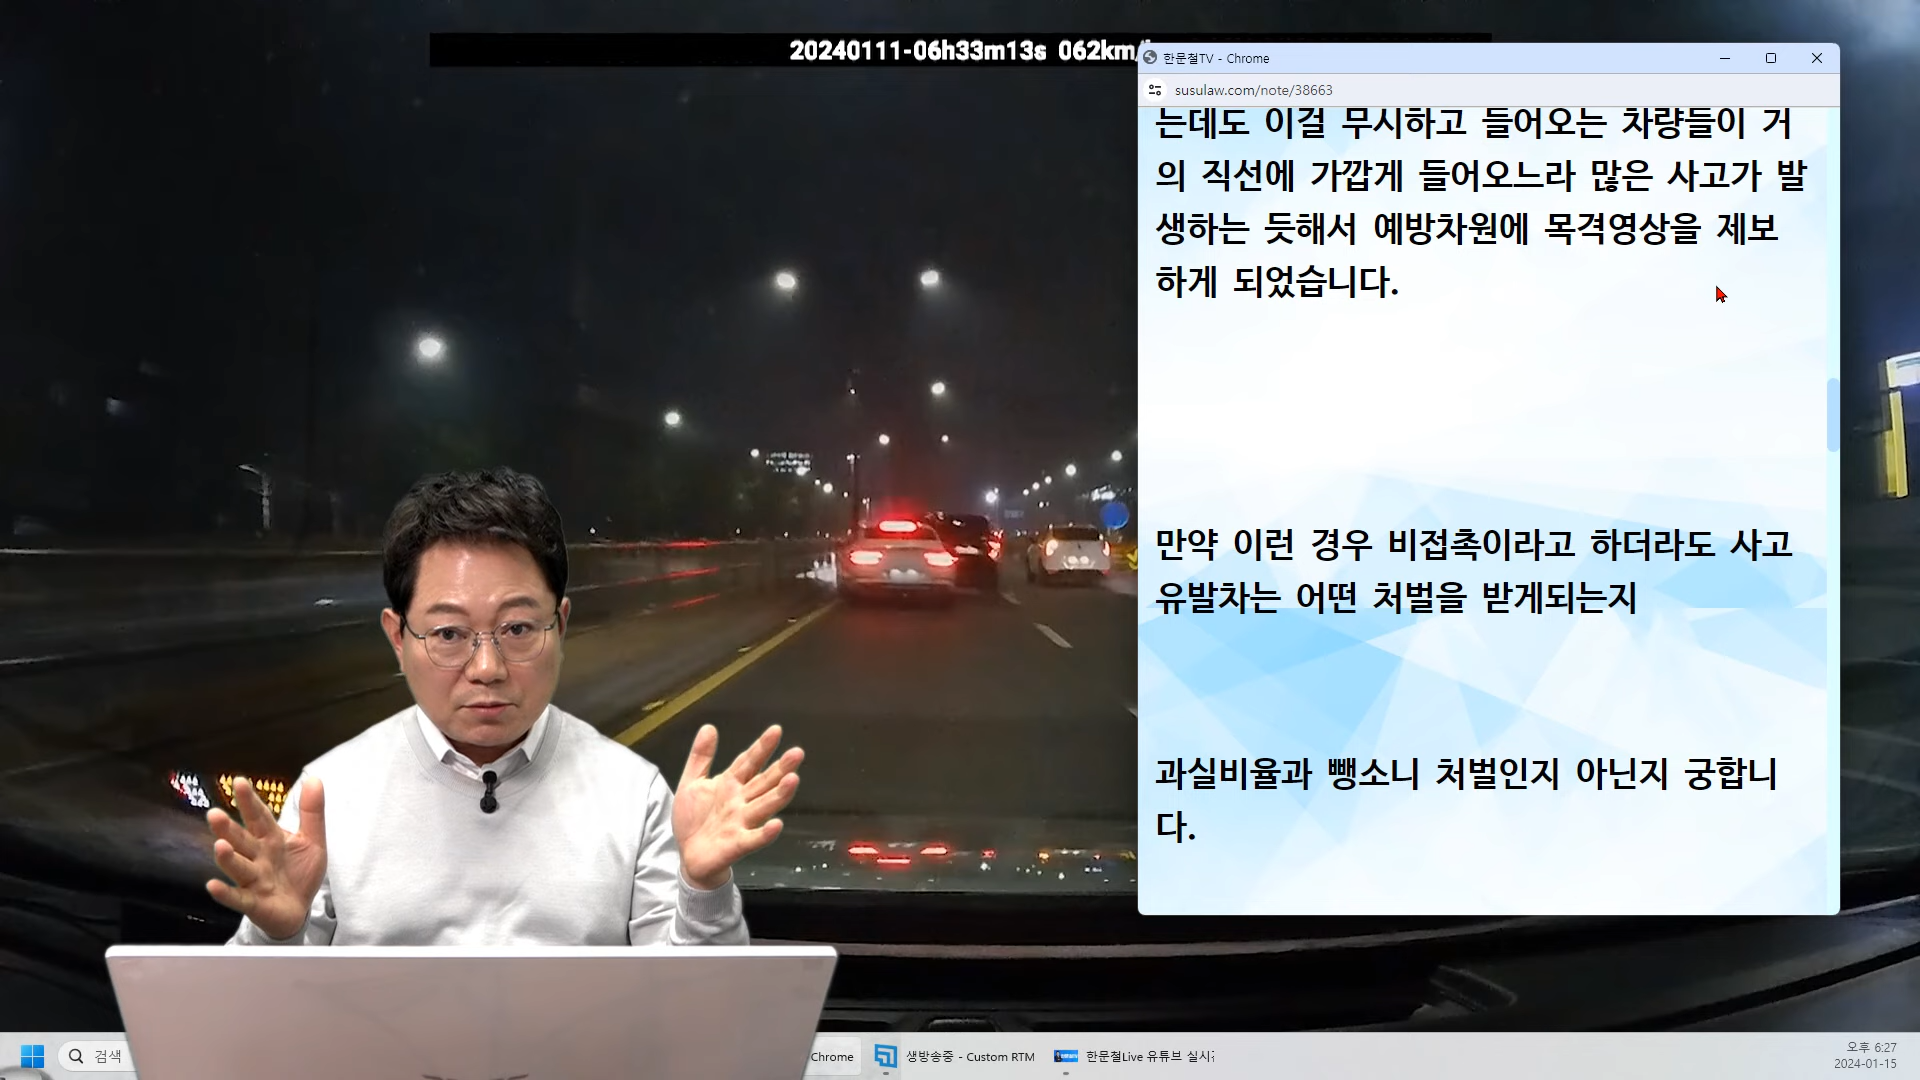 20240111-06h33m13s 062km/
한문철TV - Chrome
susulaw.com/note/38663
는데도 이걸 무시하고 들어오는 차량들이 거
의 직선에 가깝게 들어오느라 많은 사고가 발
생하는 듯해서 예방차원에 목격영상을 제보
하게 되었습니다.
만약 이런 경우 비접촉이라고 하더라도 사고
유발차는 어떤 처벌을 받게되는지
과실비율과 뺑소니 처벌인지 아닌지 궁합니
다.
검색
Chrome
생방송중 - Custom RTM
한문철Live 유튜브 실시간
오후 6:27
2024-01-15